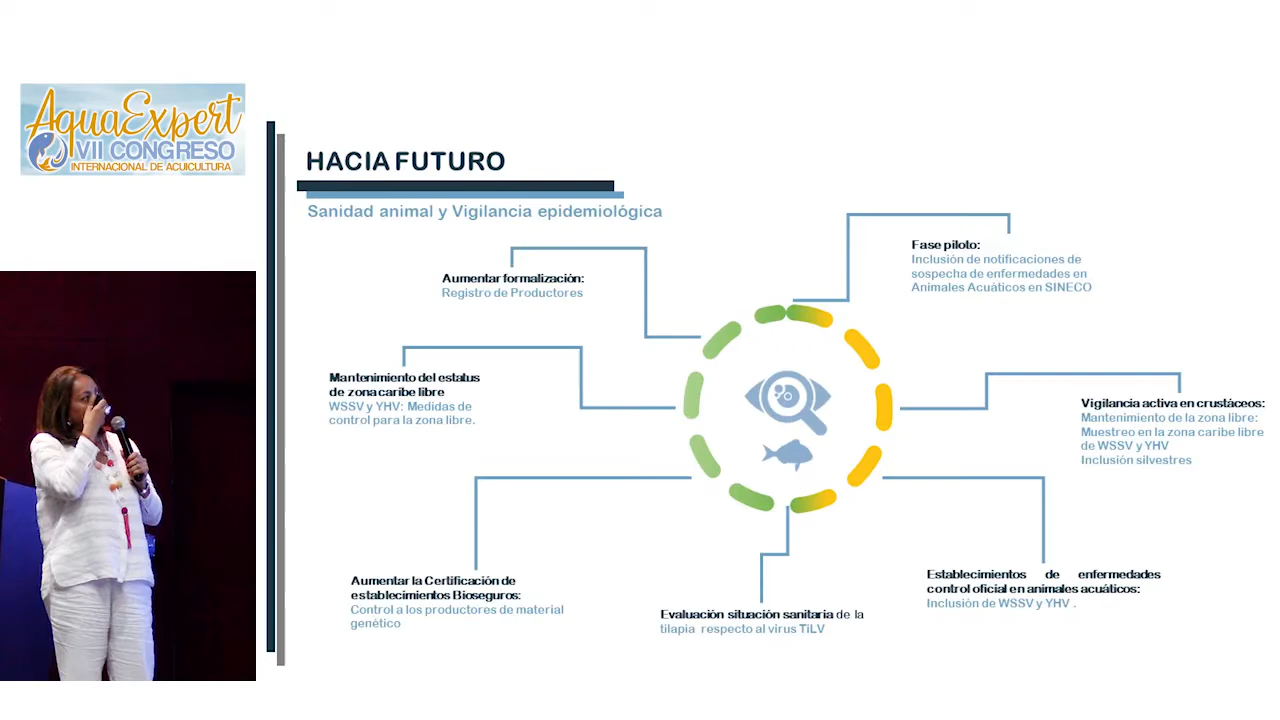 AquaExpert
VII CONGRESO
INTERNACIONAL DE ACUICULTURA
HACIA FUTURO
Sanidad animal y Vigilancia epidemiológica
Aumentar formalización:
Registro de Productores
Fase piloto:
Inclusión de notificaciones de
sospecha de enfermedades en
Animales Acuáticos en SINECO
Mantenimiento del estatus
de zona caribe libre
WSSV y YHV: Medidas de
control para la zona libre.
Vigilancia activa en crustáceos:
Mantenimiento de la zona libre:
Muestreo en la zona caribe libre
de WSSV y YHV
Inclusión silvestres
Aumentar la Certificación de
establecimientos Bioseguros:
Control a los productores de material
genético
Evaluación situación sanitaria de la
tilapia respecto al virus TiLV
Establecimientos de enfermedades
control oficial en animales acuáticos:
Inclusión de WSSV y YHV .